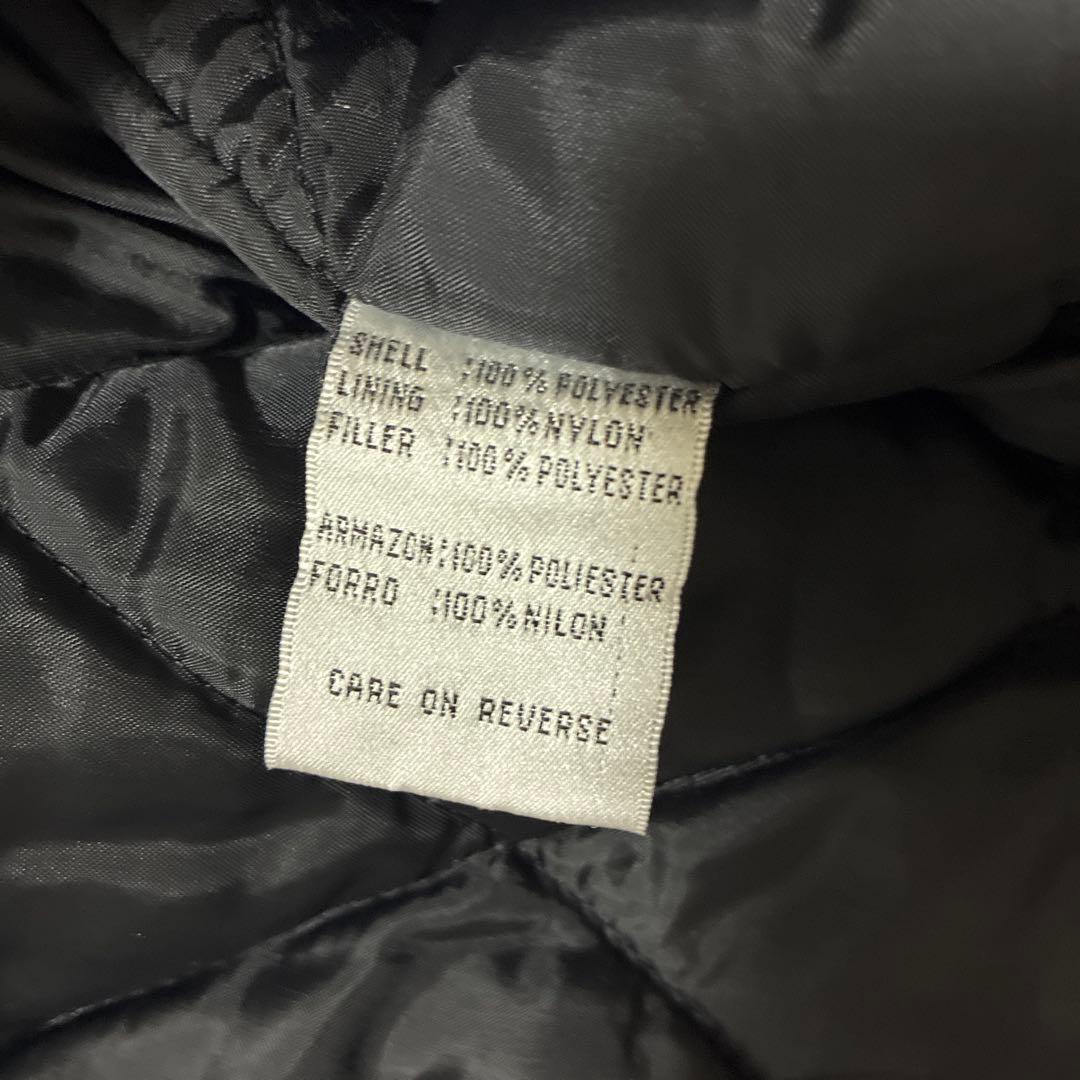 SHELL :100% POLYESTER
LINING :100% NYLON
FILLER :100% POLYESTER
ARMAZON:100% POLIESTER
FORRO :100% NILON
CARE ON REVERSE